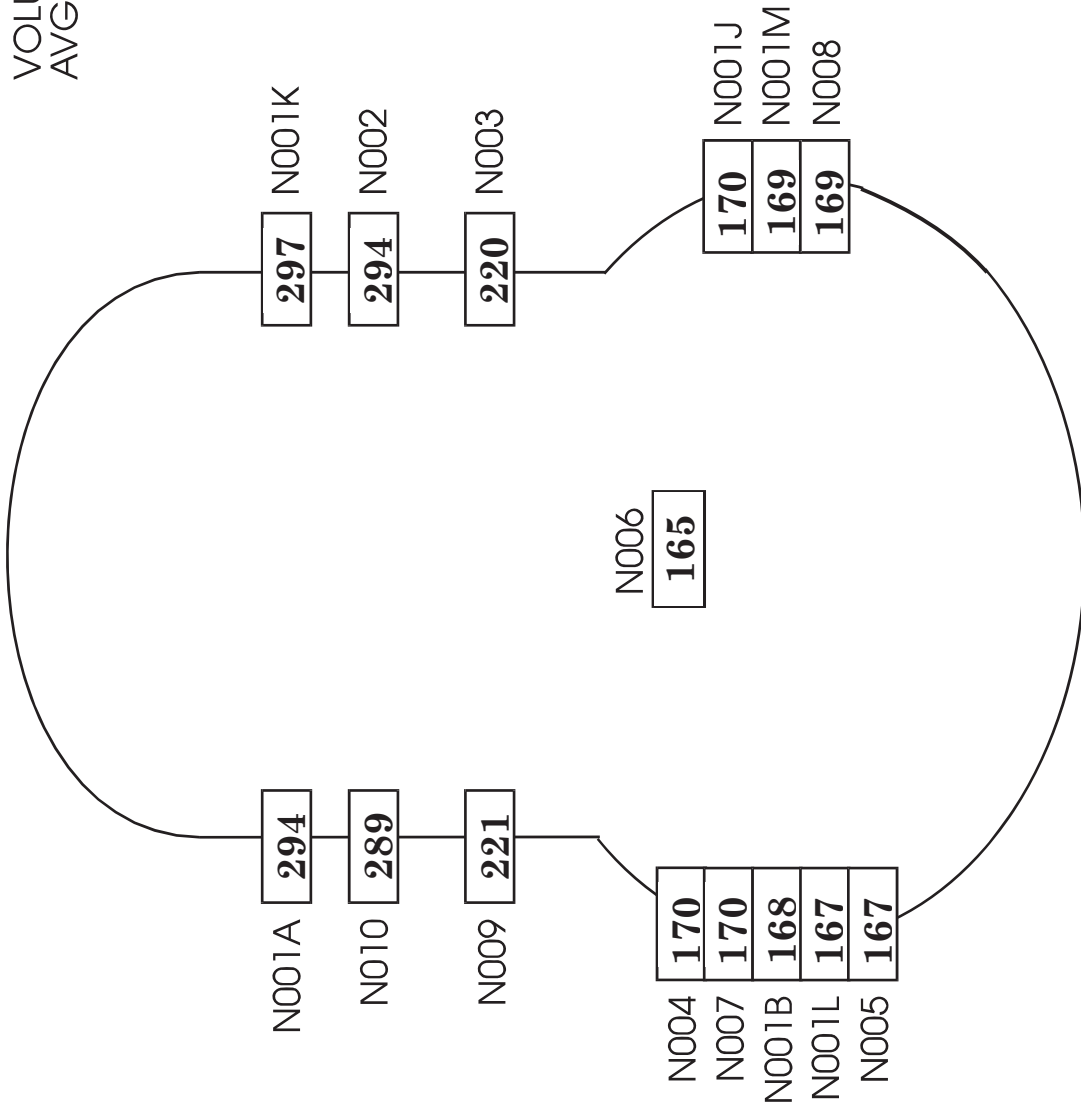 VOLU
AVG
N001A 294 297 N001K
N010 289 294 N002
N009 221 220 N003
N006
N004 170 165
N007 170 170 N001J
N001B 168 169 N001M
N001L 167 169 N008
N005 167